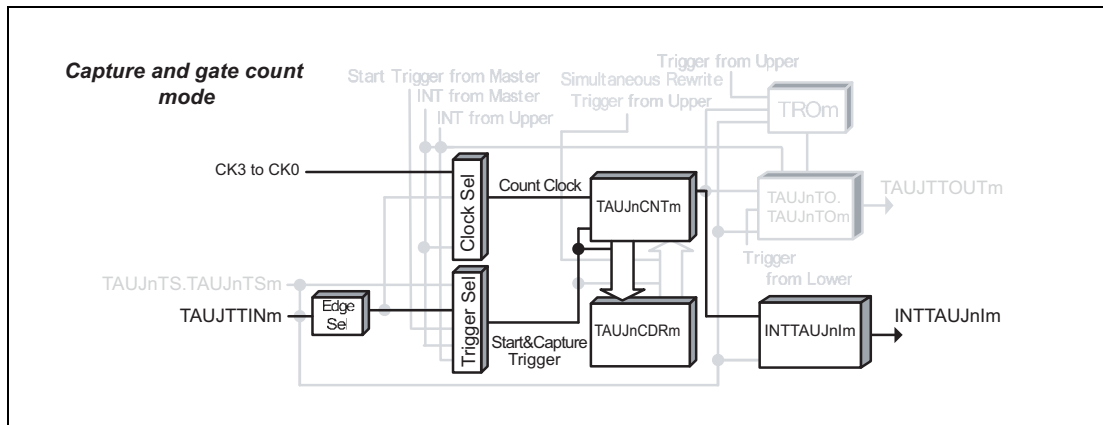 Capture and gate count
mode
Start Trigger from Master
INT from Master
INT from Upper
Simultaneous Rewrite
Trigger from Upper
Trigger from Upper
TROm
CK3 to CK0
Clock Sel
Count Clock
TAUJnCNTm
TAUJnTO.
TAUJnTOm
TAUJTTOUTm
Trigger
from Lower
TAUJnTS.TAUJnTSm
TAUJTTINm
Edge
Sel
Trigger Sel
Start&Capture
Trigger
TAUJnCDRm
INTTAUJnIm
INTTAUJnIm